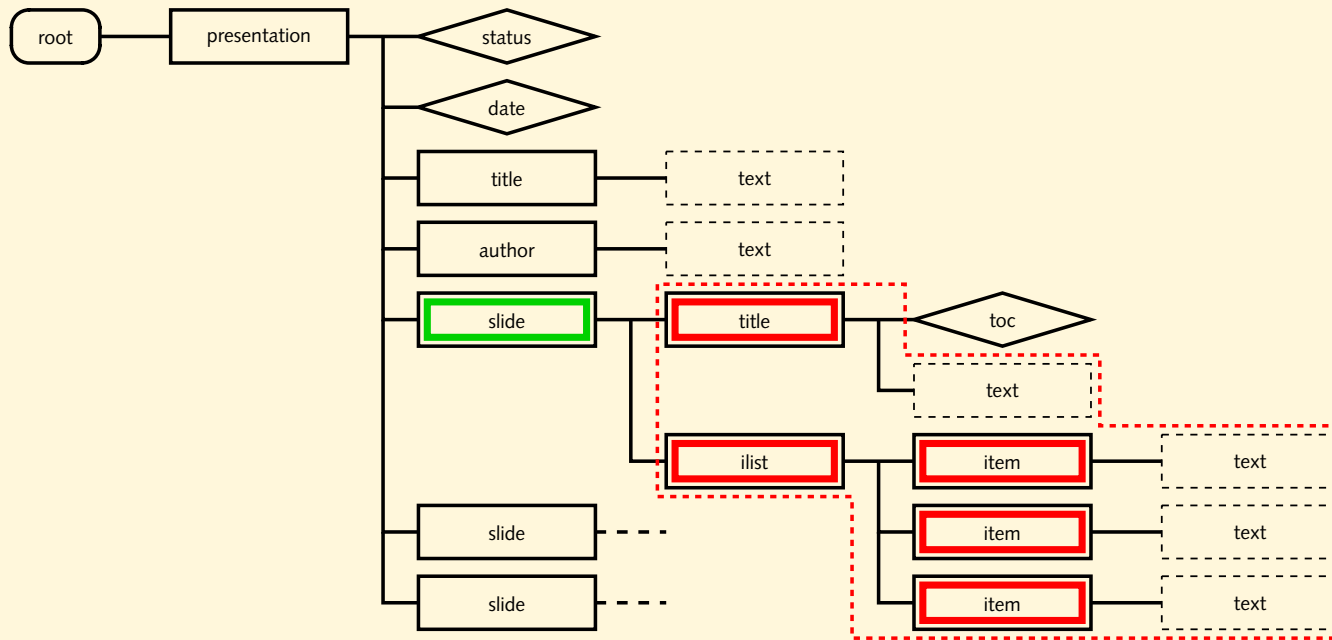 root
presentation
status
date
title
text
author
text
slide
title
toc
text
ilist
item
text
slide
item
text
slide
item
text